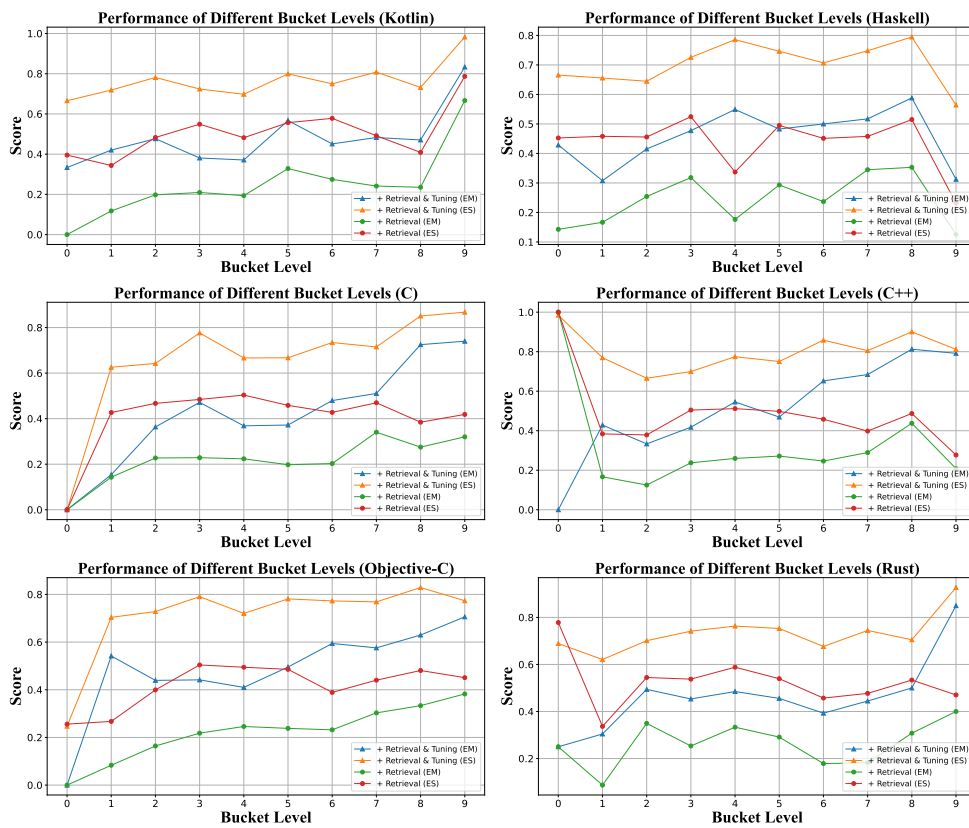 Performance of Different Bucket Levels (Kotlin)
Score
1.0
0.8
0.6
0.4
0.2
0.0
+ Retrieval & Tuning (EM)
+ Retrieval & Tuning (ES)
+ Retrieval (EM)
+ Retrieval (ES)
0 1 2 3 4 5 6 7 8 9
Bucket Level
Performance of Different Bucket Levels (Haskell)
Score
0.8
0.7
0.6
0.5
0.4
0.3
0.2
0.1
+ Retrieval & Tuning (EM)
+ Retrieval & Tuning (ES)
+ Retrieval (EM)
+ Retrieval (ES)
0 1 2 3 4 5 6 7 8 9
Bucket Level
Performance of Different Bucket Levels (C)
Score
0.8
0.6
0.4
0.2
0.0
+ Retrieval & Tuning (EM)
+ Retrieval & Tuning (ES)
+ Retrieval (EM)
+ Retrieval (ES)
0 1 2 3 4 5 6 7 8 9
Bucket Level
Performance of Different Bucket Levels (C++)
Score
1.0
0.8
0.6
0.4
0.2
0.0
+ Retrieval & Tuning (EM)
+ Retrieval & Tuning (ES)
+ Retrieval (EM)
+ Retrieval (ES)
0 1 2 3 4 5 6 7 8 9
Bucket Level
Performance of Different Bucket Levels (Objective-C)
Score
0.8
0.6
0.4
0.2
0.0
+ Retrieval & Tuning (EM)
+ Retrieval & Tuning (ES)
+ Retrieval (EM)
+ Retrieval (ES)
0 1 2 3 4 5 6 7 8 9
Bucket Level
Performance of Different Bucket Levels (Rust)
Score
0.8
0.6
0.4
0.2
+ Retrieval & Tuning (EM)
+ Retrieval & Tuning (ES)
+ Retrieval (EM)
+ Retrieval (ES)
0 1 2 3 4 5 6 7 8 9
Bucket Level